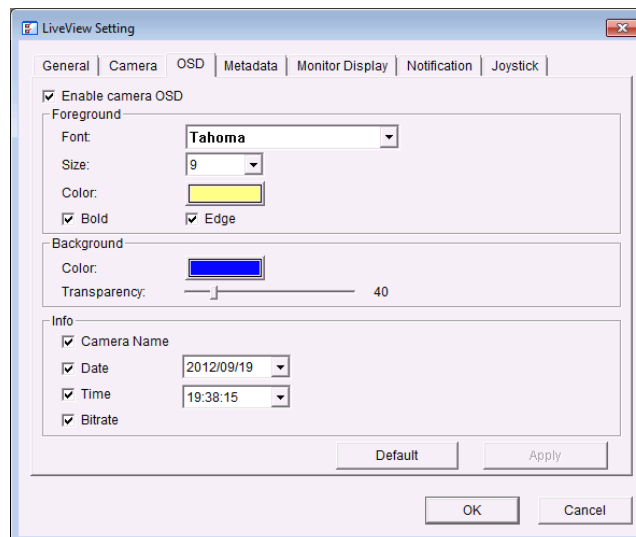 LiveView Setting
General Camera OSD Metadata Monitor Display Notification Joystick
Enable camera OSD
Foreground
Font: Tahoma
Size: 9
Color:
Bold Edge
Background
Color:
Transparency: 40
Info
Camera Name
Date 2012/09/19
Time 19:38:15
Bitrate
Default Apply
OK Cancel